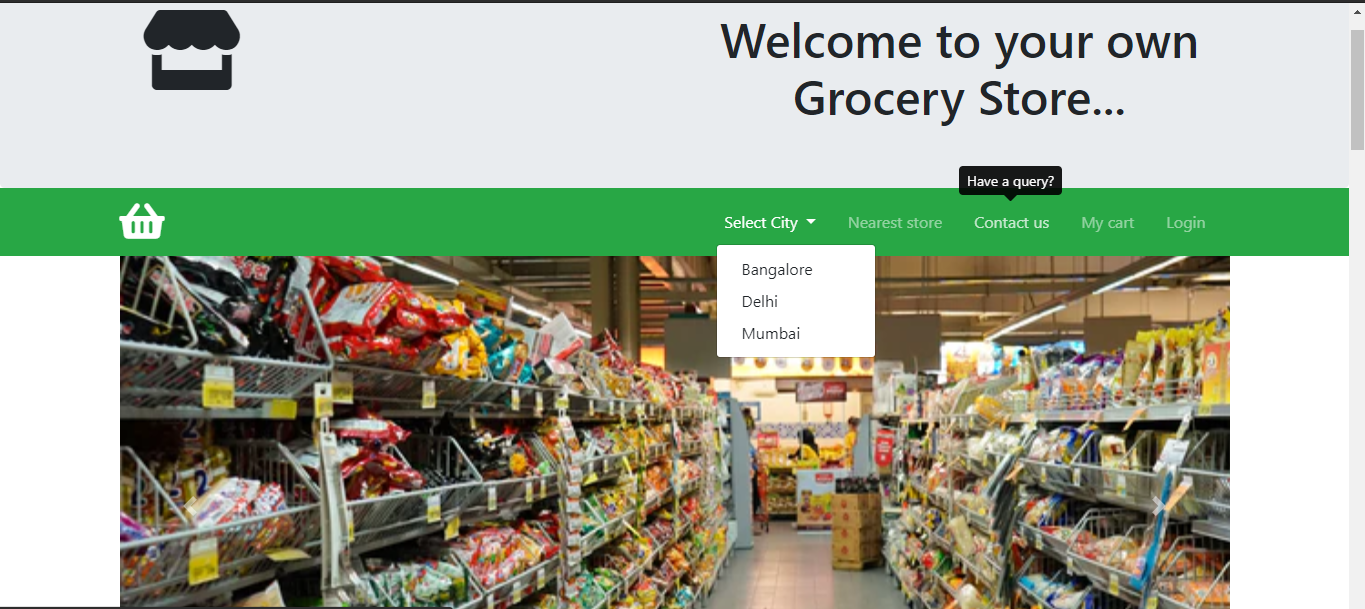 Welcome to your own
Grocery Store...
Have a query?
Select City
Nearest store
Contact us
My cart
Login
Bangalore
Delhi
Mumbai